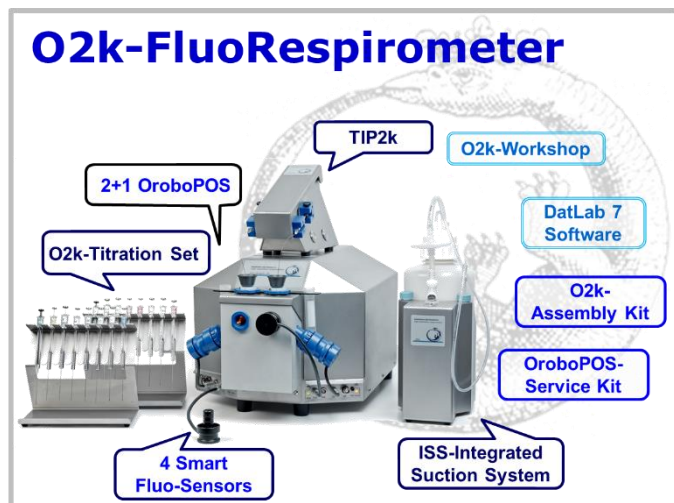 O2k-FluoRespirometer
TIP2k
O2k-Workshop
2+1 OroboPOS
DatLab 7
Software
O2k-Titration Set
O2k-
Assembly Kit
OroboPOS-
Service Kit
4 Smart
Fluo-Sensors
ISS-Integrated
Suction System